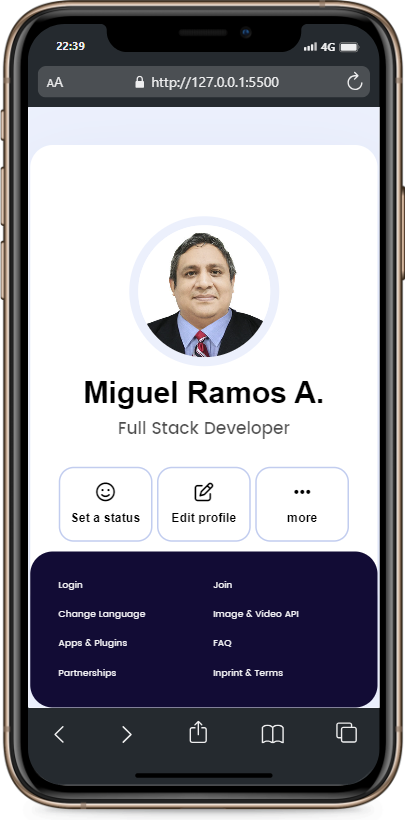 22:39
4G
AA
http://127.0.0.1:5500
Miguel Ramos A.
Full Stack Developer
Set a status
Edit profile
more
Login
Join
Change Language
Image & Video API
Apps & Plugins
FAQ
Partnerships
Inprint & Terms